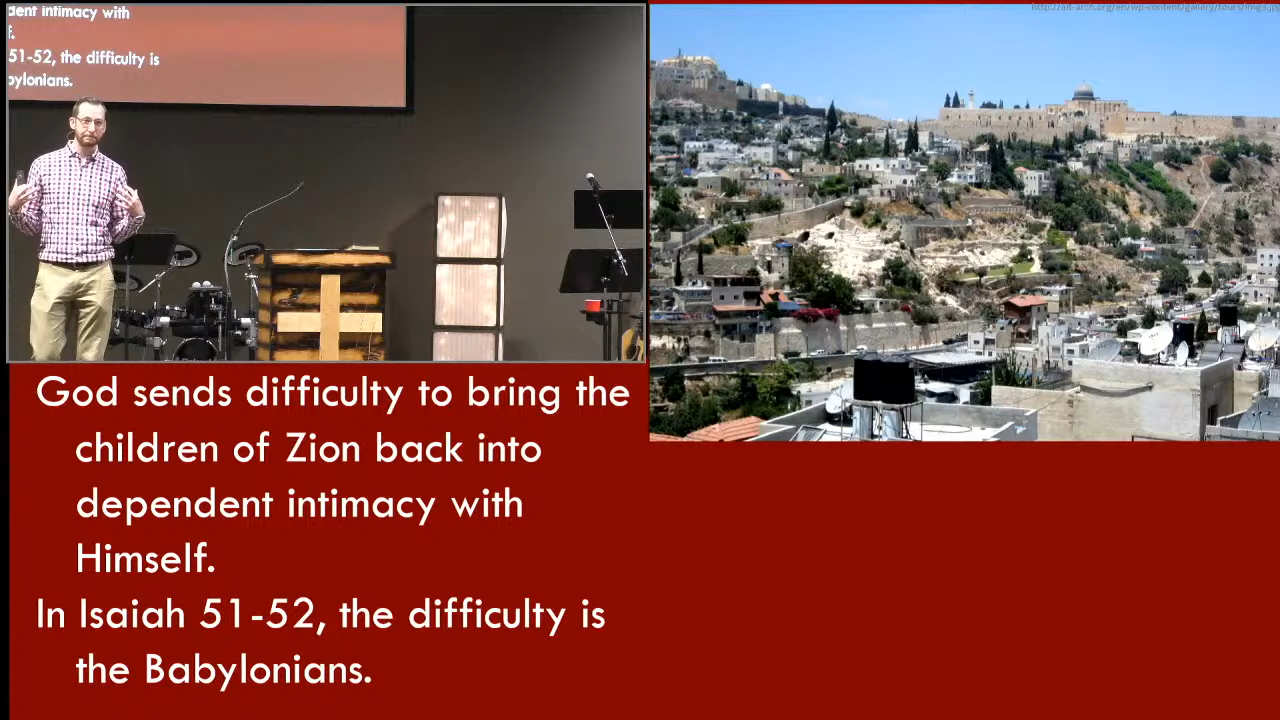 dent intimacy with
f.
51-52, the difficulty is
bylonians.
God sends difficulty to bring the
children of Zion back into
dependent intimacy with
Himself.
In Isaiah 51-52, the difficulty is
the Babylonians.